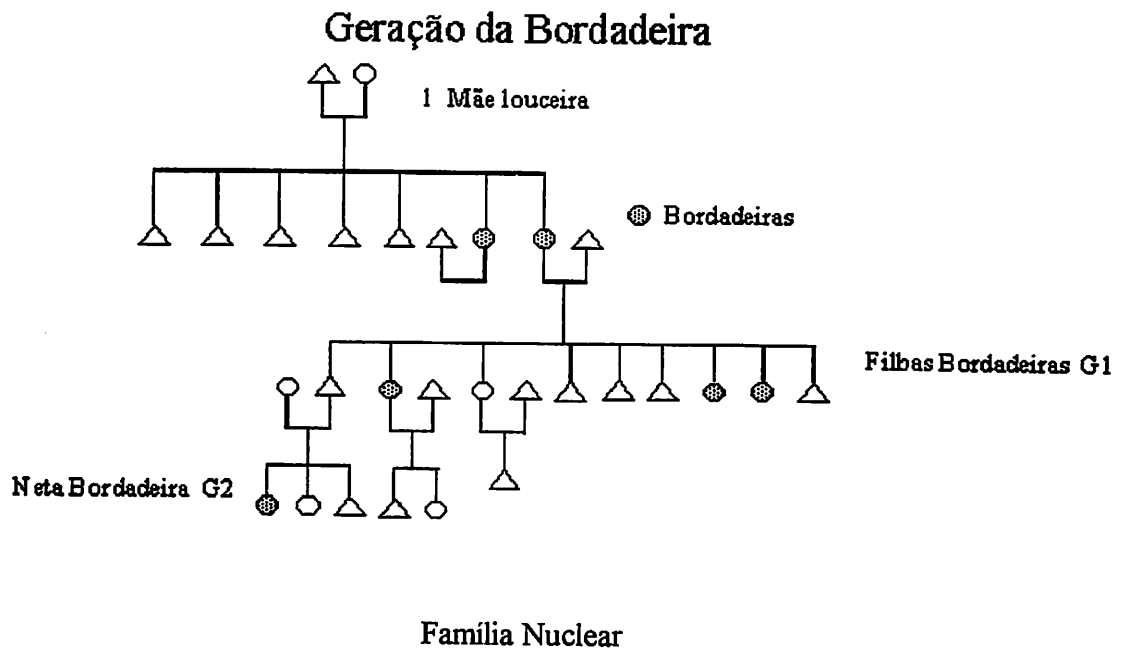 Geração da Bordadeira
1 Mãe louceira
Bordadeiras
Filbas Bordadeiras G1
Neta Bordadeira G2
Família Nuclear